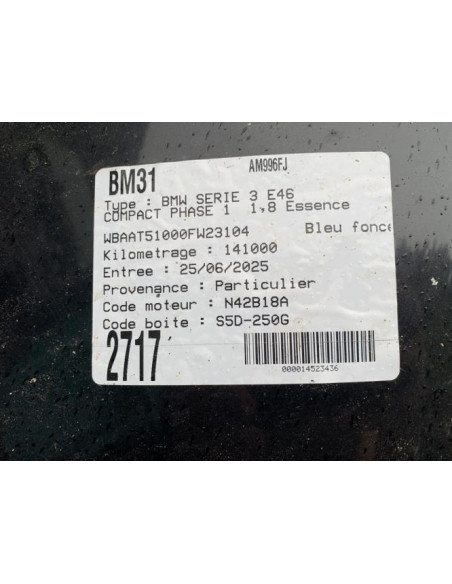 AM996FJ
BM31
Type : BMW SERIE 3 E46
COMPACT PHASE 1 1,8 Essence
WBAAT51000FW23104 Bleu fonce
Kilometrage : 141000
Entree : 25/06/2025
Provenance : Particulier
Code moteur : N42B18A
Code boite : S5D-250G
2717
000014523436